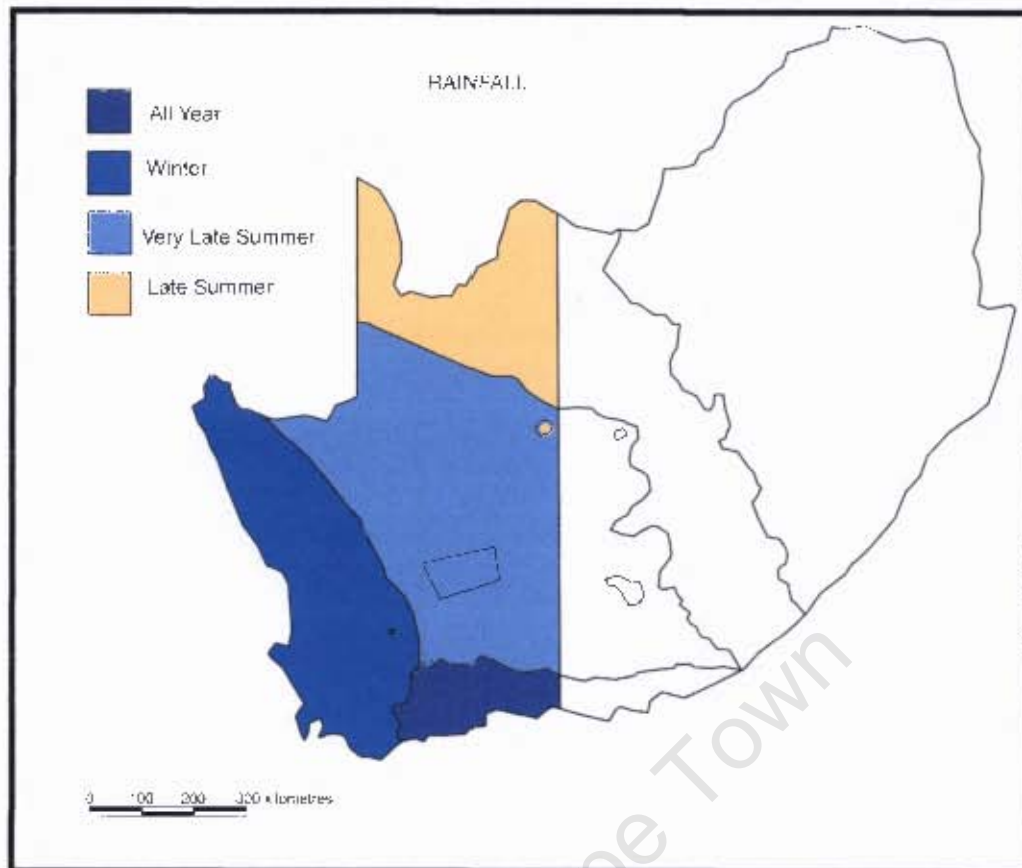 RAINFALL
All Year
Winter
Very Late Summer
Late Summer
0 100 200 300 kilometres
Town